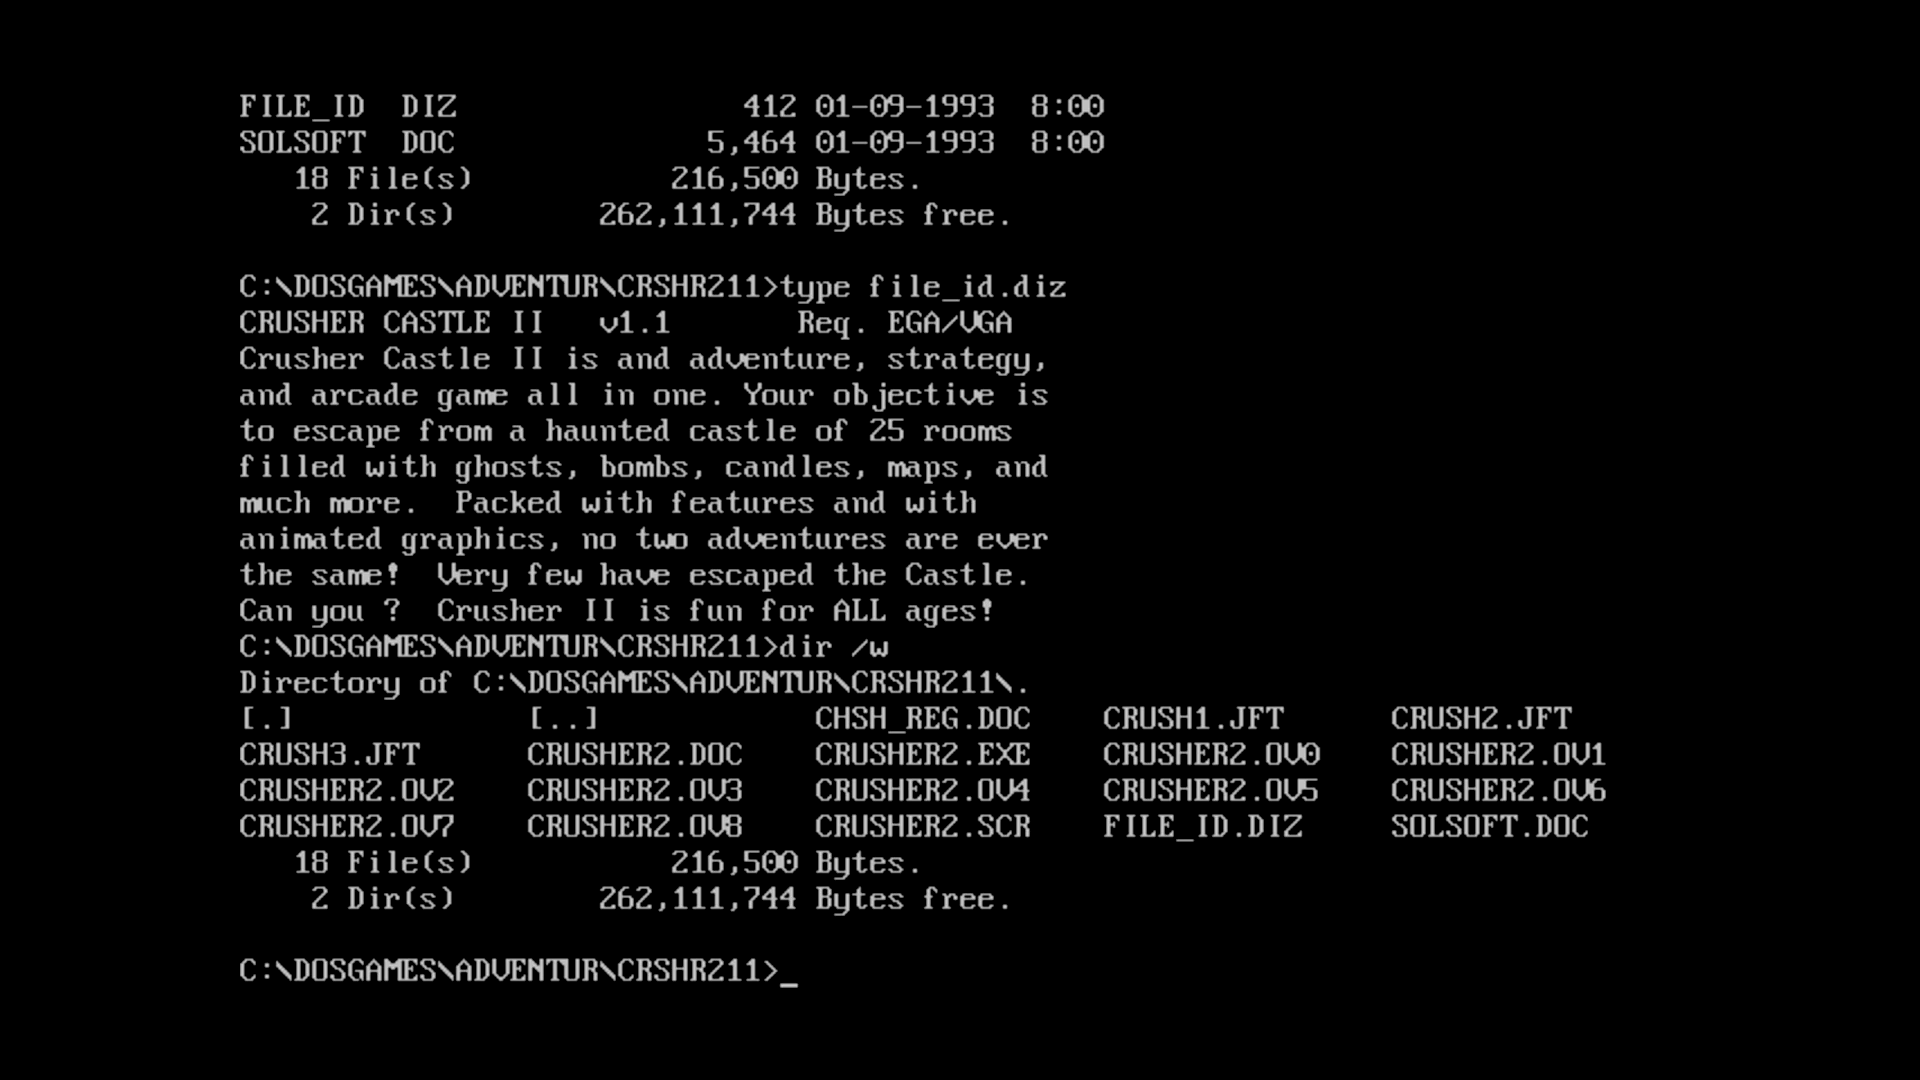 FILE_ID  DIZ                412 01-09-1993  8:00
SOLSOFT  DOC              5,464 01-09-1993  8:00
   18 File(s)           216,500 Bytes.
    2 Dir(s)        262,111,744 Bytes free.

C:\DOSGAMES\ADVENTUR\CRSHR211>type file_id.diz
CRUSHER CASTLE II   v1.1       Req. EGA/VGA
Crusher Castle II is and adventure, strategy,
and arcade game all in one. Your objective is
to escape from a haunted castle of 25 rooms
filled with ghosts, bombs, candles, maps, and
much more.  Packed with features and with
animated graphics, no two adventures are ever
the same!  Very few have escaped the Castle.
Can you ?  Crusher II is fun for ALL ages!
C:\DOSGAMES\ADVENTUR\CRSHR211>dir /w
Directory of C:\DOSGAMES\ADVENTUR\CRSHR211\.
[.]             [..]            CHSH_REG.DOC    CRUSH1.JFT      CRUSH2.JFT
CRUSH3.JFT      CRUSHER2.DOC    CRUSHER2.EXE    CRUSHER2.OV0    CRUSHER2.OV1
CRUSHER2.OV2    CRUSHER2.OV3    CRUSHER2.OV4    CRUSHER2.OV5    CRUSHER2.OV6
CRUSHER2.OV7    CRUSHER2.OV8    CRUSHER2.SCR    FILE_ID.DIZ     SOLSOFT.DOC
   18 File(s)           216,500 Bytes.
    2 Dir(s)        262,111,744 Bytes free.

C:\DOSGAMES\ADVENTUR\CRSHR211>_